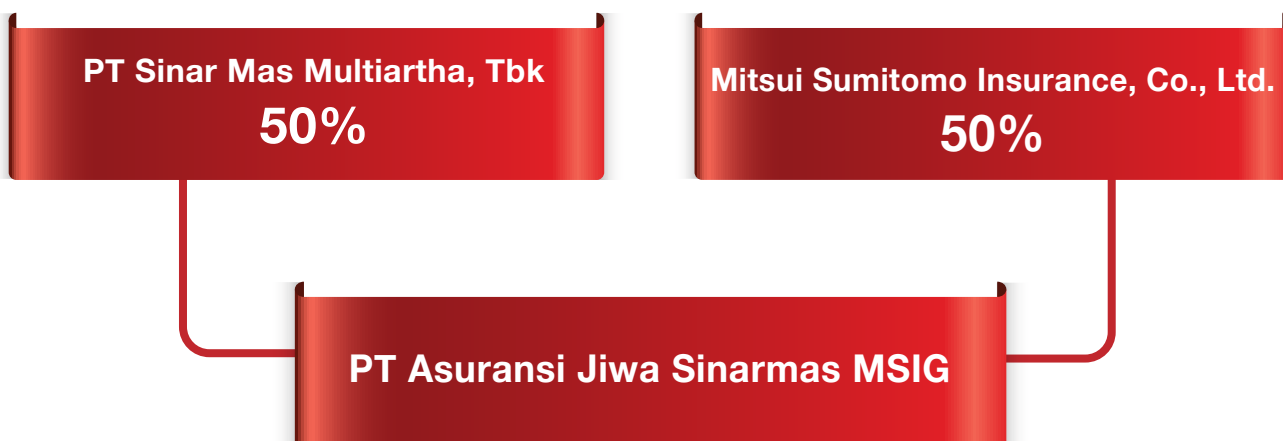 PT Sinar Mas Multiartha, Tbk
50%
Mitsui Sumitomo Insurance, Co., Ltd.
50%
PT Asuransi Jiwa Sinarmas MSIG